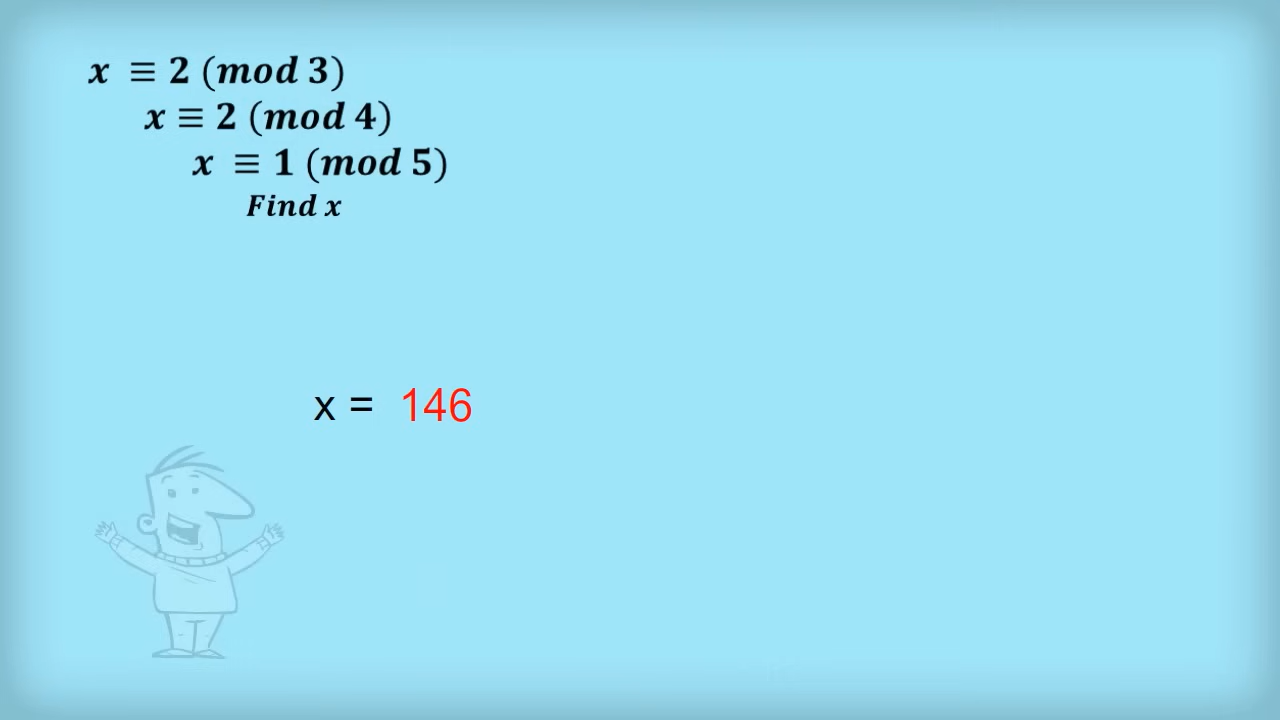 x ≡ 2 (mod 3)
x ≡ 2 (mod 4)
x ≡ 1 (mod 5)
Find x
x = 146